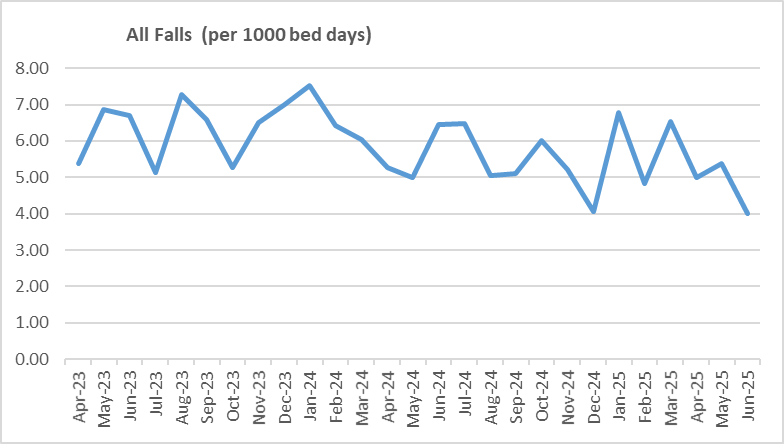 All Falls  (per 1000 bed days)
8.00
7.00
6.00
5.00
4.00
3.00
2.00
1.00
0.00
Apr-23
May-23
Jun-23
Jul-23
Aug-23
Sep-23
Oct-23
Nov-23
Dec-23
Jan-24
Feb-24
Mar-24
Apr-24
May-24
Jun-24
Jul-24
Aug-24
Sep-24
Oct-24
Nov-24
Dec-24
Jan-25
Feb-25
Mar-25
Apr-25
May-25
Jun-25